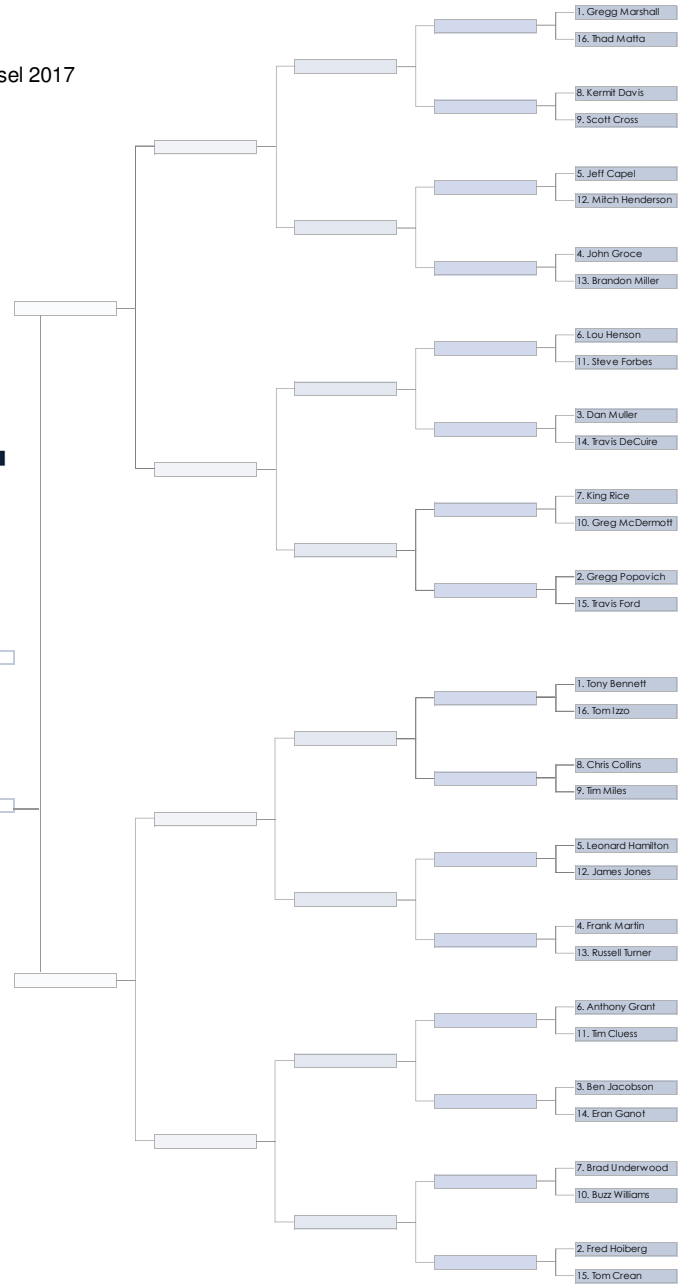 sel 2017
1. Gregg Marshall
16. Thad Matta
8. Kermit Davis
9. Scott Cross
5. Jeff Capel
12. Mitch Henderson
4. John Groce
13. Brandon Miller
6. Lou Henson
11. Steve Forbes
3. Dan Muller
14. Travis DeCuire
7. King Rice
10. Greg McDermott
2. Gregg Popovich
15. Travis Ford
1. Tony Bennett
16. Tom Izzo
8. Chris Collins
9. Tim Miles
5. Leonard Hamilton
12. James Jones
4. Frank Martin
13. Russell Turner
6. Anthony Grant
11. Tim Cluess
3. Ben Jacobson
14. Eran Ganot
7. Brad Underwood
10. Buzz Williams
2. Fred Hoiberg
15. Tom Crean